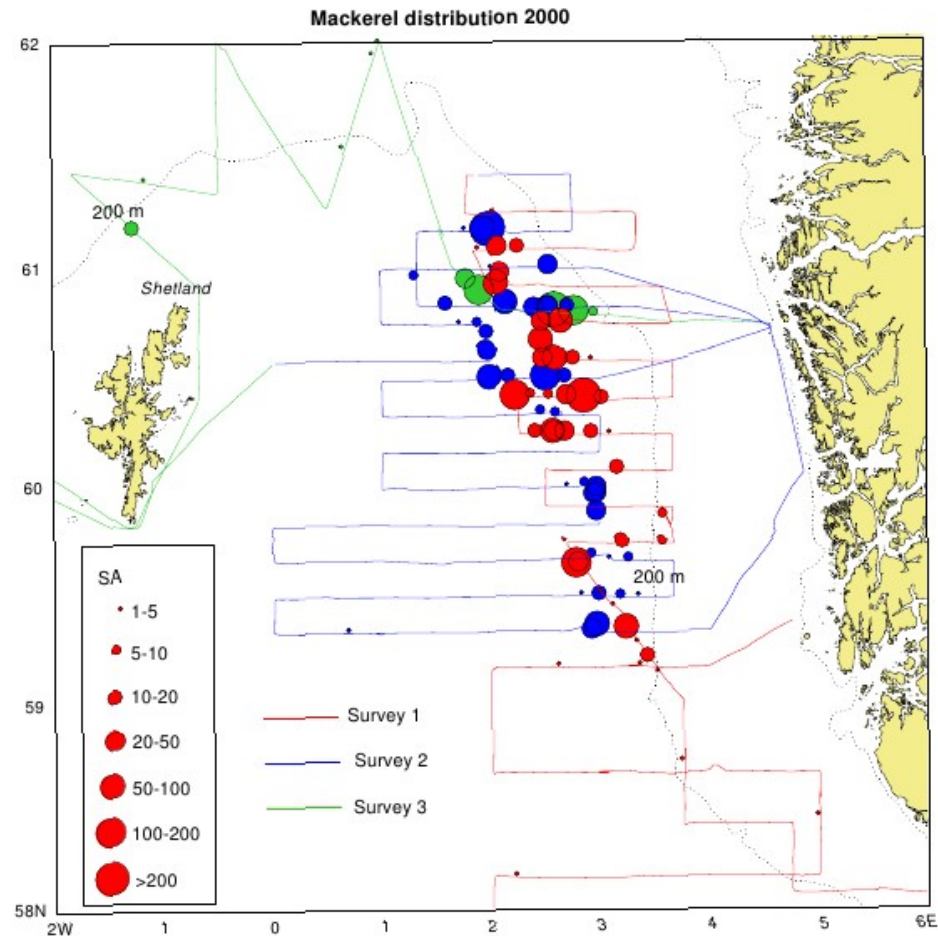 Mackerel distribution 2000
62
200 m
61
Shetland
60
200 m
SA
1-5
5-10
10-20
20-50
50-100
100-200
>200
59
Survey 1
Survey 2
Survey 3
58N
2W 1 0 1 2 3 4 5 6E